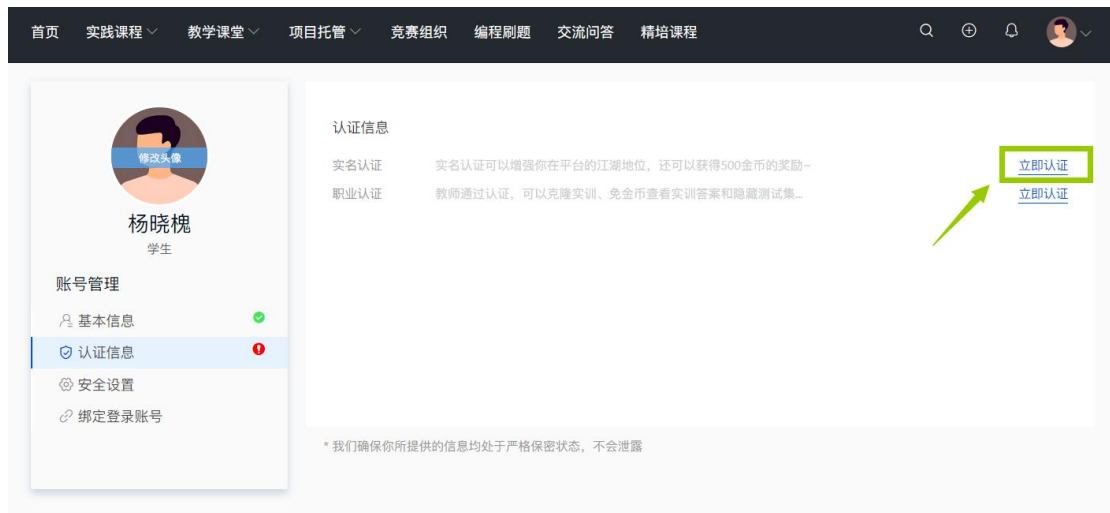 首页 实践课程 教学课堂 项目托管 竞赛组织 编程刷题 交流问答 精培课程
修改头像
杨晓槐
学生
账号管理
基本信息
认证信息
安全设置
绑定登录账号
认证信息
实名认证 实名认证可以增强你在平台的江湖地位，还可以获得500金币的奖励~ 立即认证
职业认证 教师通过认证，可以克隆实训、免金币查看实训答案和隐藏测试集... 立即认证
* 我们确保你所提供的信息均处于严格保密状态，不会泄露